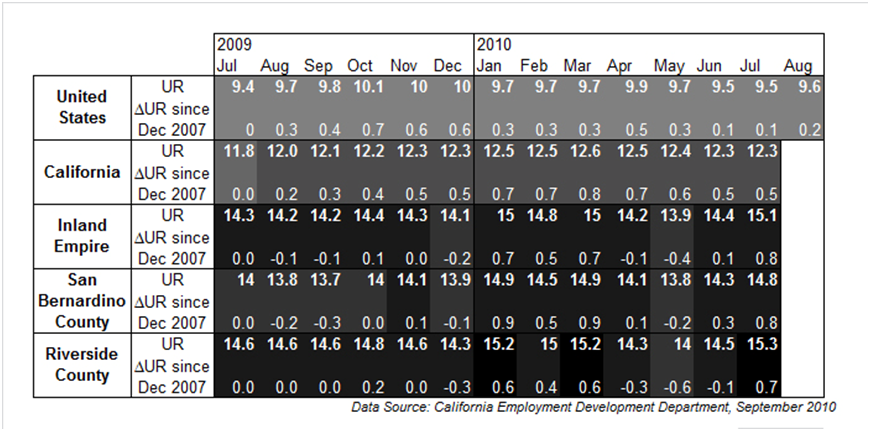 2009 2010
Jul Aug Sep Oct Nov Dec Jan Feb Mar Apr May Jun Jul Aug
United States UR 9.4 9.7 9.8 10.1 10 10 9.7 9.7 9.7 9.9 9.7 9.5 9.5 9.6
ΔUR since
Dec 2007 0 0.3 0.4 0.7 0.6 0.6 0.3 0.3 0.3 0.5 0.3 0.1 0.1 0.2
California UR 11.8 12.0 12.1 12.2 12.3 12.3 12.5 12.5 12.6 12.5 12.4 12.3 12.3
ΔUR since
Dec 2007 0.0 0.2 0.3 0.4 0.5 0.5 0.7 0.7 0.8 0.7 0.6 0.5 0.5
Inland Empire UR 14.3 14.2 14.2 14.4 14.3 14.1 15 14.8 15 14.2 13.9 14.4 15.1
ΔUR since
Dec 2007 0.0 -0.1 -0.1 0.1 0.0 -0.2 0.7 0.5 0.7 -0.1 -0.4 0.1 0.8
San Bernardino County UR 14 13.8 13.7 14 14.1 13.9 14.9 14.5 14.9 14.1 13.8 14.3 14.8
ΔUR since
Dec 2007 0.0 -0.2 -0.3 0.0 0.1 -0.1 0.9 0.5 0.9 0.1 -0.2 0.3 0.8
Riverside County UR 14.6 14.6 14.6 14.8 14.6 14.3 15.2 15 15.2 14.3 14 14.5 15.3
ΔUR since
Dec 2007 0.0 0.0 0.0 0.2 0.0 -0.3 0.6 0.4 0.6 -0.3 -0.6 -0.1 0.7
Data Source: California Employment Development Department, September 2010